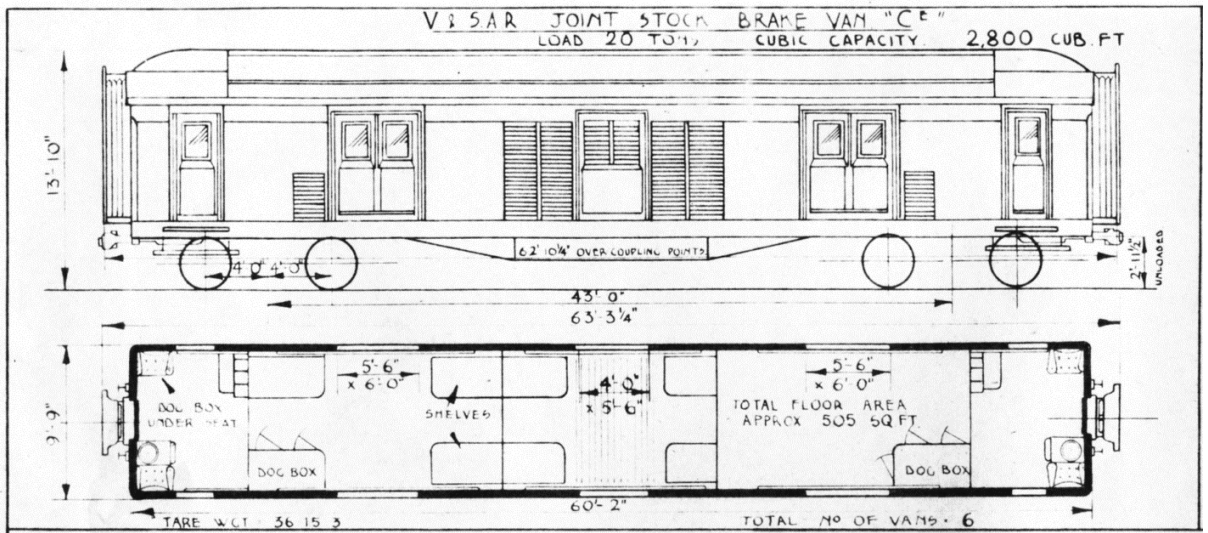 V & S.A.R JOINT STOCK BRAKE VAN. "CE"
LOAD 20 TONS CUBIC CAPACITY. 2,800 CUB. FT
13'-10"
62' 10¼" OVER COUPLING POINTS
4'-0" 4'-0"
2'-11½"
UNLOADED
43'-0"
63'-3¼"
9'-9"
5'-6"
x 6'-0"
4'-0"
x 5'-6"
5'-6"
x 6'-0"
DOG BOX
UNDER SEAT
SHELVES
TOTAL FLOOR AREA
APPROX 505 SQ FT.
DOG BOX
DOG BOX
60'-2"
TARE WGT. 36 15 3
TOTAL NO OF VANS. 6